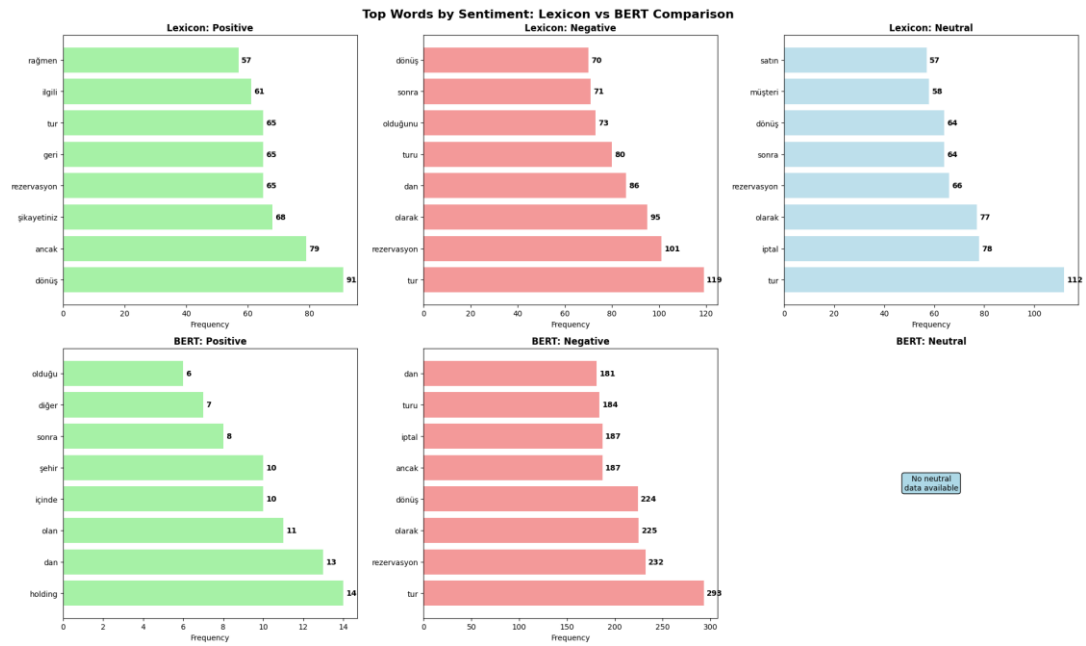 Top Words by Sentiment: Lexicon vs BERT Comparison
Lexicon: Positive
rağmen 57
ilgili 61
tur 65
geri 65
rezervasyon 65
şikayetiniz 68
ancak 79
dönüş 91
0 20 40 60 80
Frequency
Lexicon: Negative
dönüş 70
sonra 71
olduğunu 73
turu 80
dan 86
olarak 95
rezervasyon 101
tur 119
0 20 40 60 80 100 120
Frequency
Lexicon: Neutral
satın 57
müşteri 58
dönüş 64
sonra 64
rezervasyon 66
olarak 77
iptal 78
tur 112
0 20 40 60 80 100
Frequency
BERT: Positive
olduğu 6
diğer 7
sonra 8
şehir 10
içinde 10
olan 11
dan 13
holding 14
0 2 4 6 8 10 12 14
Frequency
BERT: Negative
dan 181
turu 184
iptal 187
ancak 187
dönüş 224
olarak 225
rezervasyon 232
tur 293
0 50 100 150 200 250 300
Frequency
BERT: Neutral
No neutral
data available